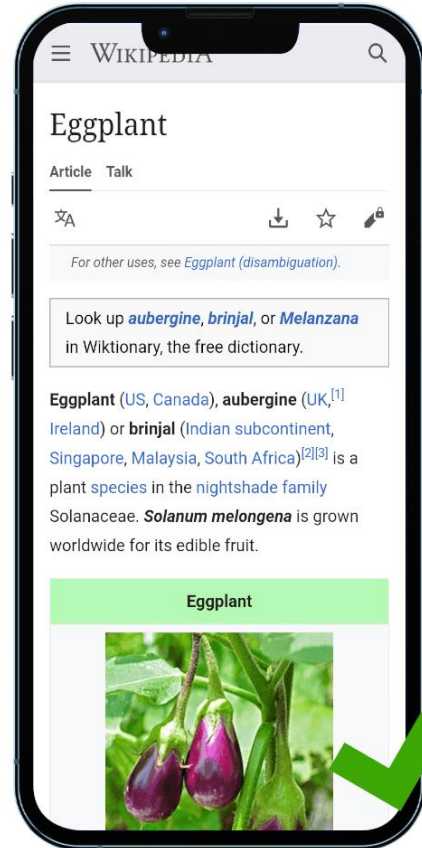 WIKIPEDIA
Eggplant
Article Talk
For other uses, see Eggplant (disambiguation).
Look up aubergine, brinjal, or Melanzana
in Wiktionary, the free dictionary.
Eggplant (US, Canada), aubergine (UK,[1]
Ireland) or brinjal (Indian subcontinent,
Singapore, Malaysia, South Africa)[2][3] is a
plant species in the nightshade family
Solanaceae. Solanum melongena is grown
worldwide for its edible fruit.
Eggplant